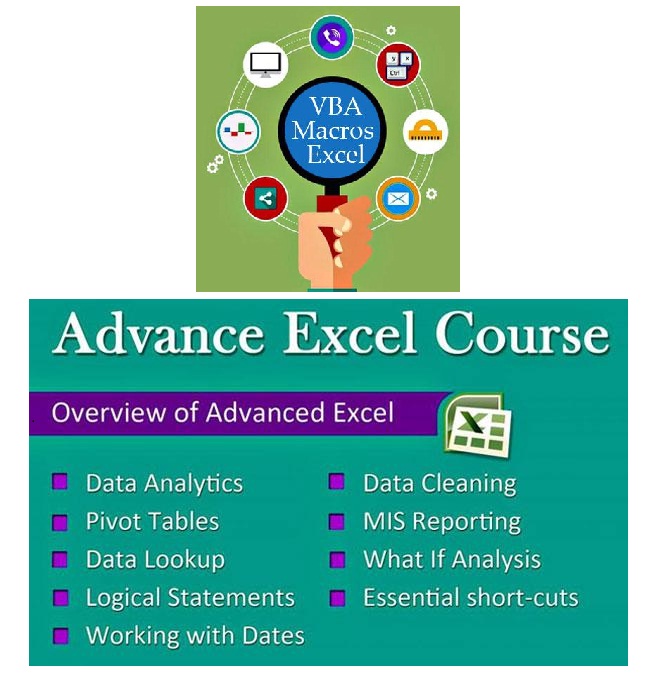 VBA
Macros
Excel
Advance Excel Course
Overview of Advanced Excel
Data Analytics
Pivot Tables
Data Lookup
Logical Statements
Working with Dates
Data Cleaning
MIS Reporting
What If Analysis
Essential short-cuts